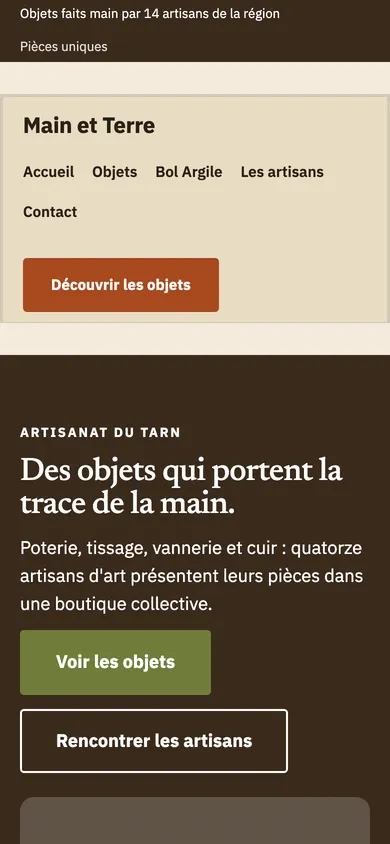 Objets faits main par 14 artisans de la région
Pièces uniques
Main et Terre
Accueil Objets Bol Argile Les artisans
Contact
Découvrir les objets
ARTISANAT DU TARN
Des objets qui portent la
trace de la main.
Poterie, tissage, vannerie et cuir : quatorze
artisans d'art présentent leurs pièces dans
une boutique collective.
Voir les objets
Rencontrer les artisans